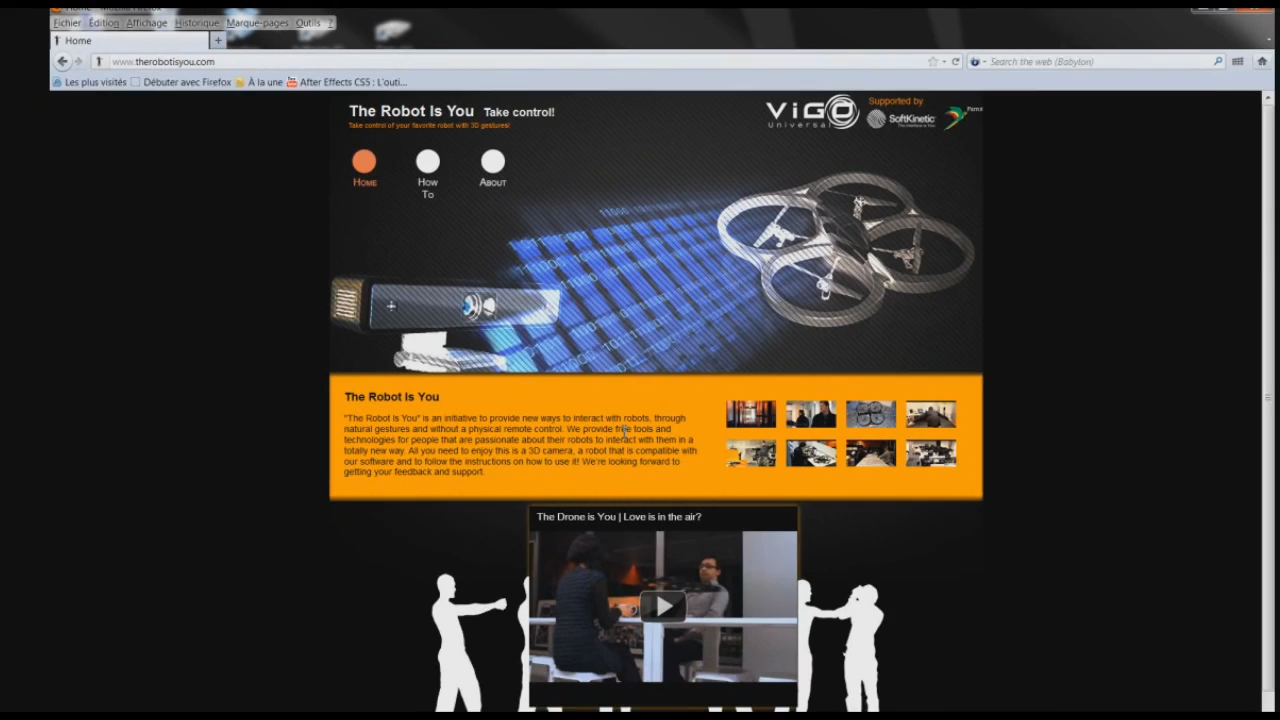 Fichier Édition Affichage Historique Marque-pages Outils ?
Home
www.therobotisyou.com
Search the web (Babylon)
Les plus visités Débuter avec Firefox À la une After Effects CS5 : L'outi...
The Robot Is You Take control!
Take control of your favorite robot with 3D gestures!
ViGO
Universal
Supported by
SoftKinetic
Parrot
Home
How
To
About
The Robot Is You
"The Robot Is You" is an initiative to provide new ways to interact with robots, through
natural gestures and without a physical remote control. We provide free tools and
technologies for people that are passionate about their robots to interact with them in a
totally new way. All you need to enjoy this is a 3D camera, a robot that is compatible with
our software and to follow the instructions on how to use it! We're looking forward to
getting your feedback and support.
The Drone is You | Love is in the air?